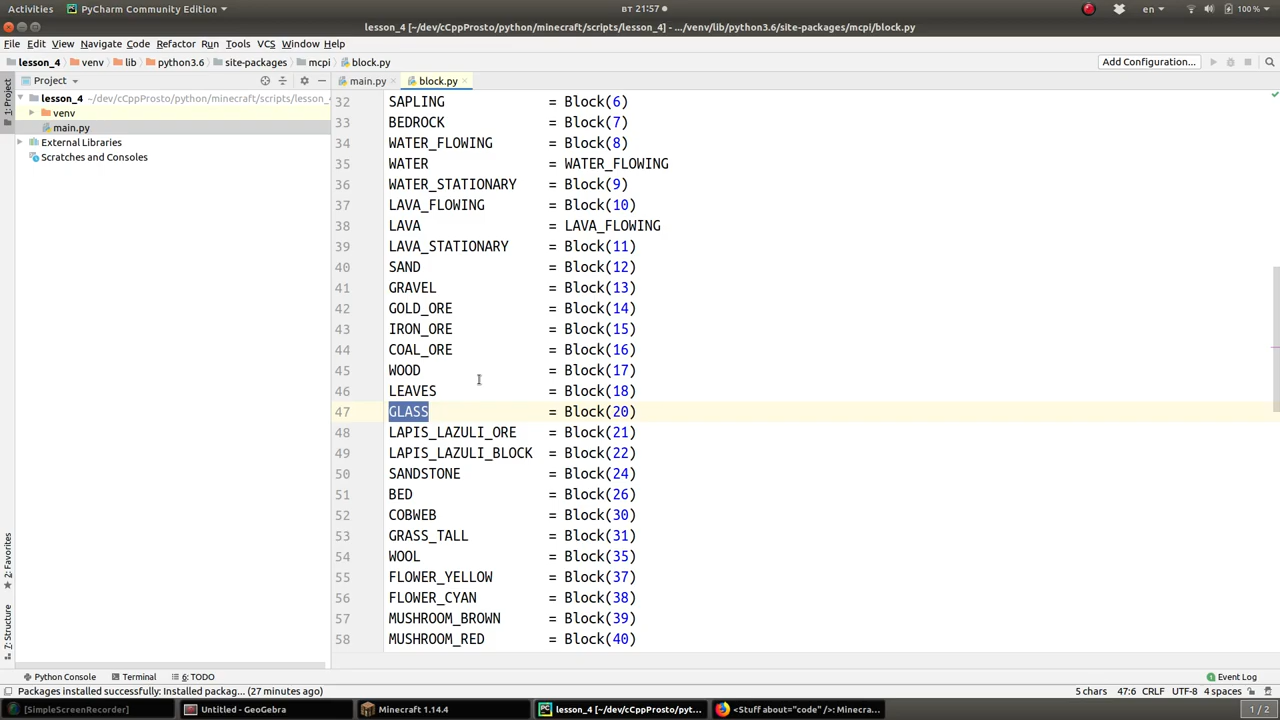 Activities PyCharm Community Edition вт 21:57 en 100 %
lesson_4 [~/dev/cCppProsto/python/minecraft/scripts/lesson_4] - .../venv/lib/python3.6/site-packages/mcpi/block.py
File Edit View Navigate Code Refactor Run Tools VCS Window Help
lesson_4 venv lib python3.6 site-packages mcpi block.py Add Configuration...
1: Project
Project main.py block.py
lesson_4 ~/dev/cCppProsto/python/minecraft/scripts/lesson_
venv
main.py
External Libraries
Scratches and Consoles
32 SAPLING = Block(6)
33 BEDROCK = Block(7)
34 WATER_FLOWING = Block(8)
35 WATER = WATER_FLOWING
36 WATER_STATIONARY = Block(9)
37 LAVA_FLOWING = Block(10)
38 LAVA = LAVA_FLOWING
39 LAVA_STATIONARY = Block(11)
40 SAND = Block(12)
41 GRAVEL = Block(13)
42 GOLD_ORE = Block(14)
43 IRON_ORE = Block(15)
44 COAL_ORE = Block(16)
45 WOOD = Block(17)
46 LEAVES = Block(18)
47 GLASS = Block(20)
48 LAPIS_LAZULI_ORE = Block(21)
49 LAPIS_LAZULI_BLOCK = Block(22)
50 SANDSTONE = Block(24)
51 BED = Block(26)
52 COBWEB = Block(30)
53 GRASS_TALL = Block(31)
54 WOOL = Block(35)
55 FLOWER_YELLOW = Block(37)
56 FLOWER_CYAN = Block(38)
57 MUSHROOM_BROWN = Block(39)
58 MUSHROOM_RED = Block(40)
2: Favorites
7: Structure
Python Console Terminal 6: TODO Event Log
Packages installed successfully: Installed packag... (27 minutes ago) 5 chars 47:6 CRLF UTF-8 4 spaces
[SimpleScreenRecorder] Untitled - GeoGebra Minecraft 1.14.4 lesson_4 [~/dev/cCppProsto/pyt... <Stuff about="code" />: Minecra... 1 / 2